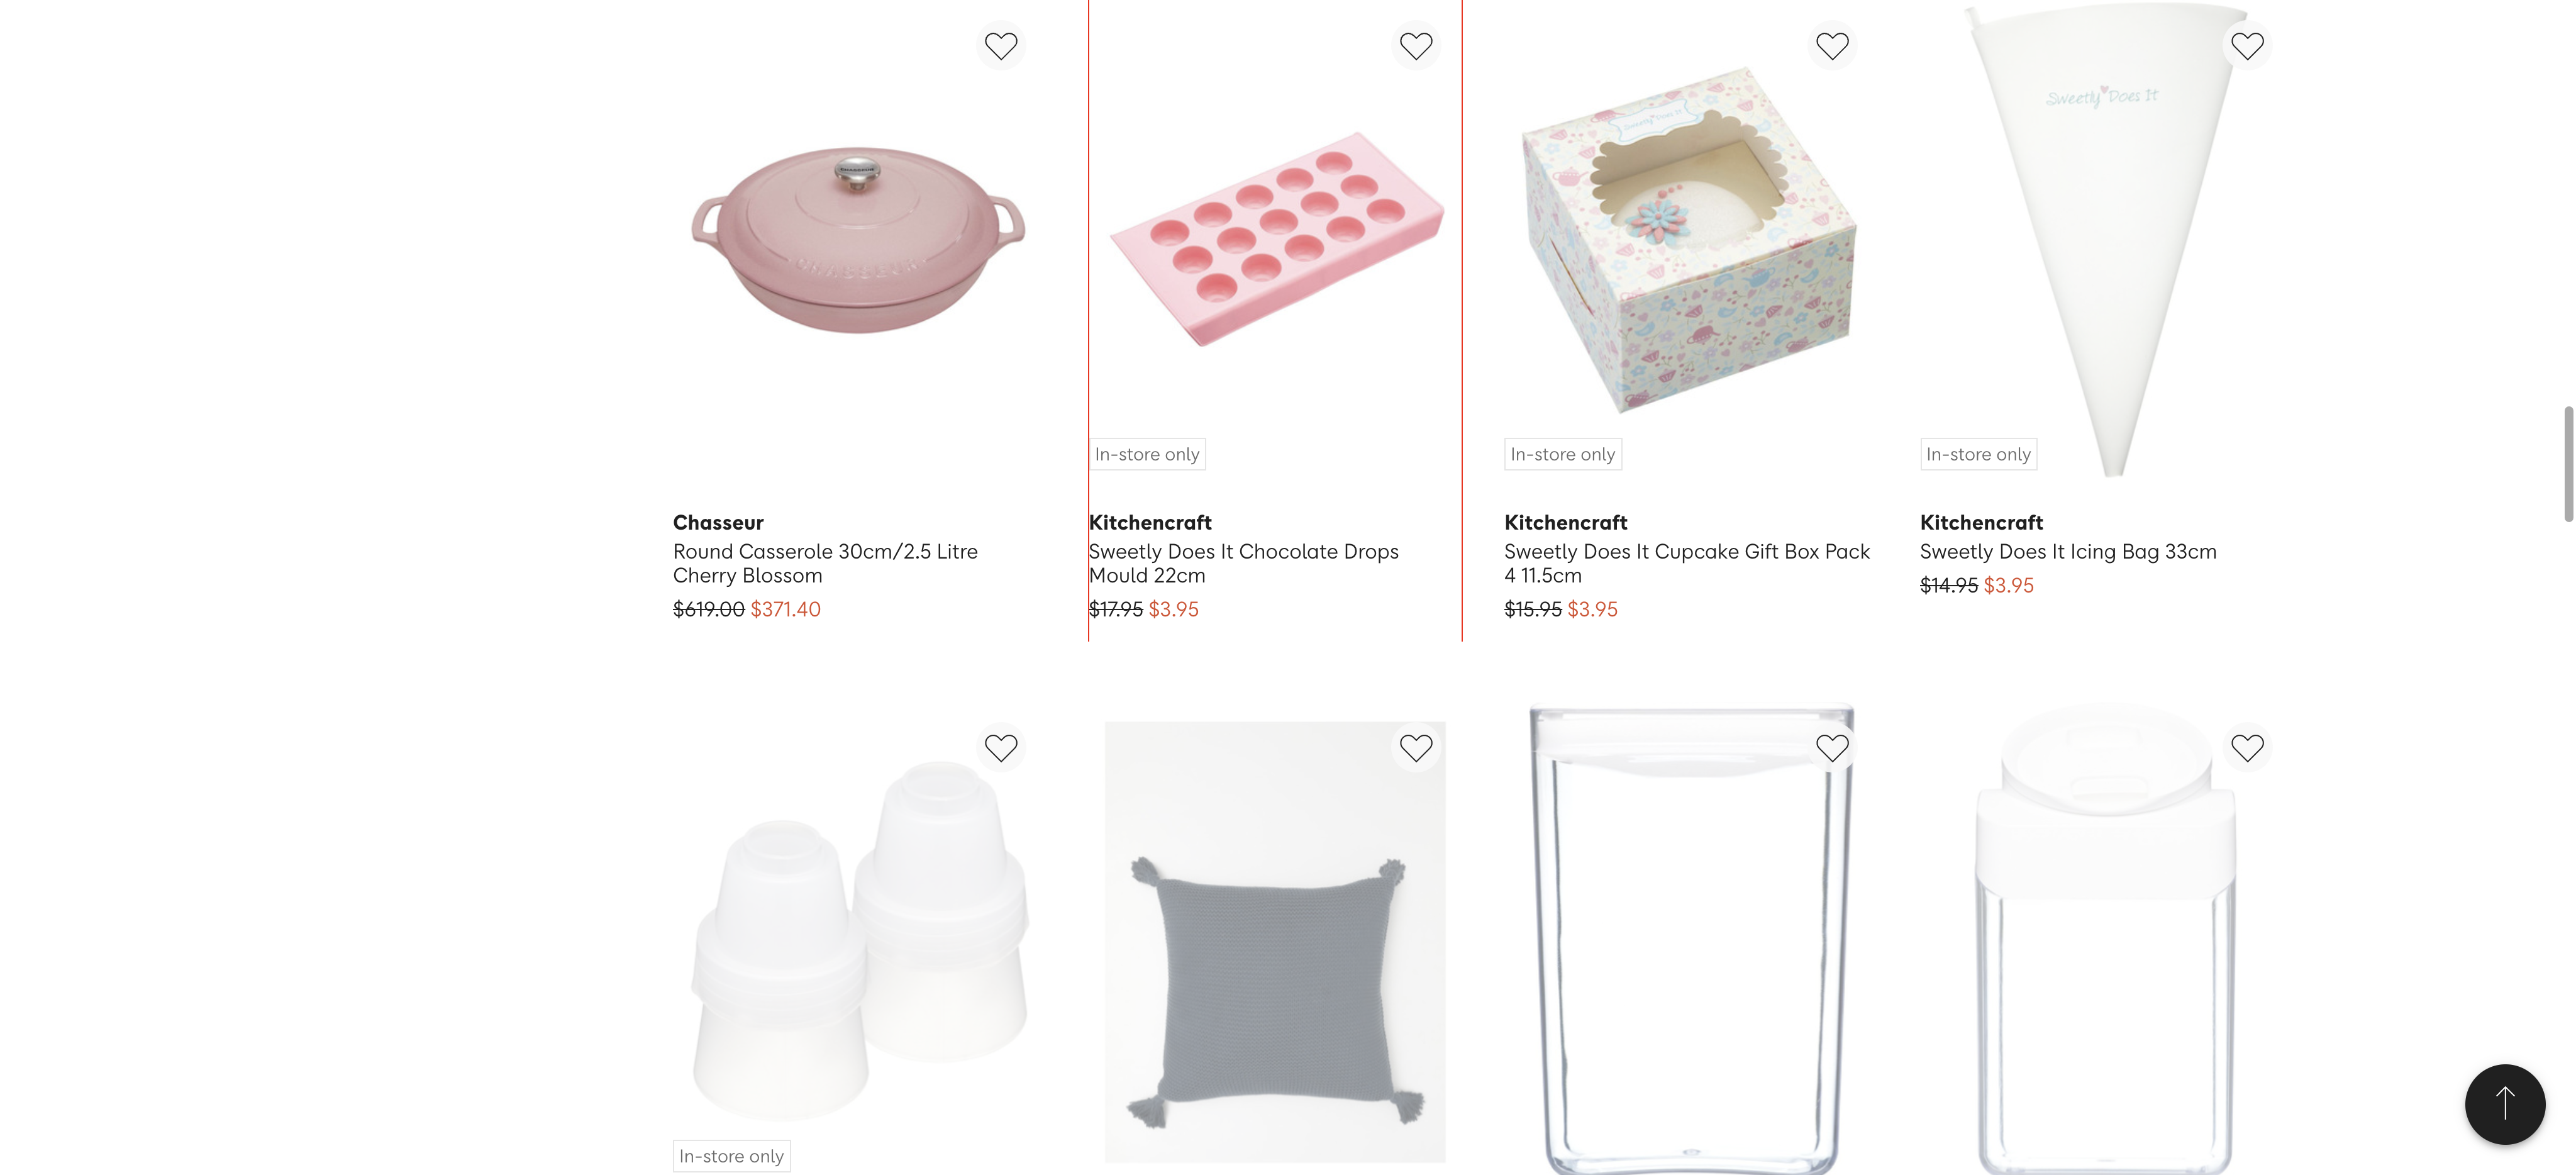 Sweetly Does It
Sweetly Does It
CHASSEUR
In-store only
In-store only
In-store only
Chasseur
Round Casserole 30cm/2.5 Litre
Cherry Blossom
$619.00 $371.40
Kitchencraft
Sweetly Does It Chocolate Drops
Mould 22cm
$17.95 $3.95
Kitchencraft
Sweetly Does It Cupcake Gift Box Pack
4 11.5cm
$15.95 $3.95
Kitchencraft
Sweetly Does It Icing Bag 33cm
$14.95 $3.95
In-store only